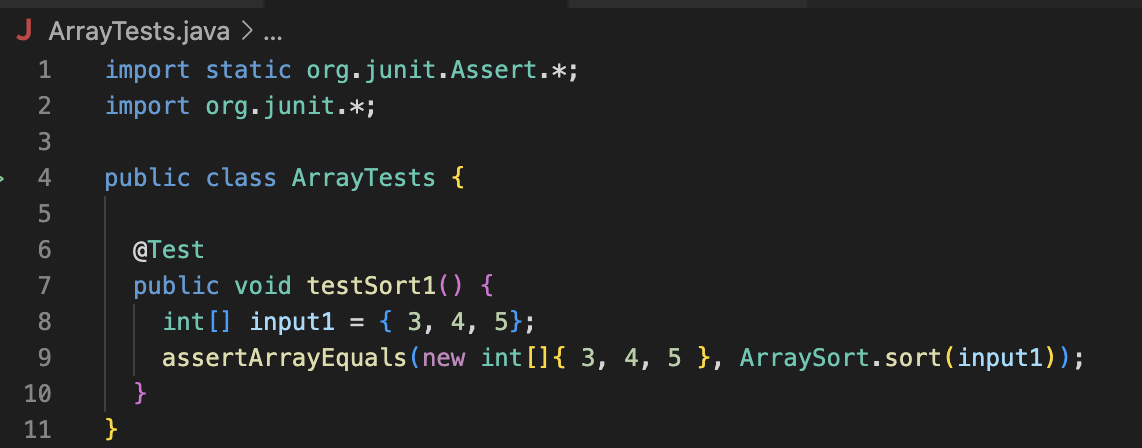 J ArrayTests.java > ...
1 import static org.junit.Assert.*;
2 import org.junit.*;
3
4 public class ArrayTests {
5
6 @Test
7 public void testSort1() {
8 int[] input1 = { 3, 4, 5};
9 assertArrayEquals(new int[]{ 3, 4, 5 }, ArraySort.sort(input1));
10 }
11 }